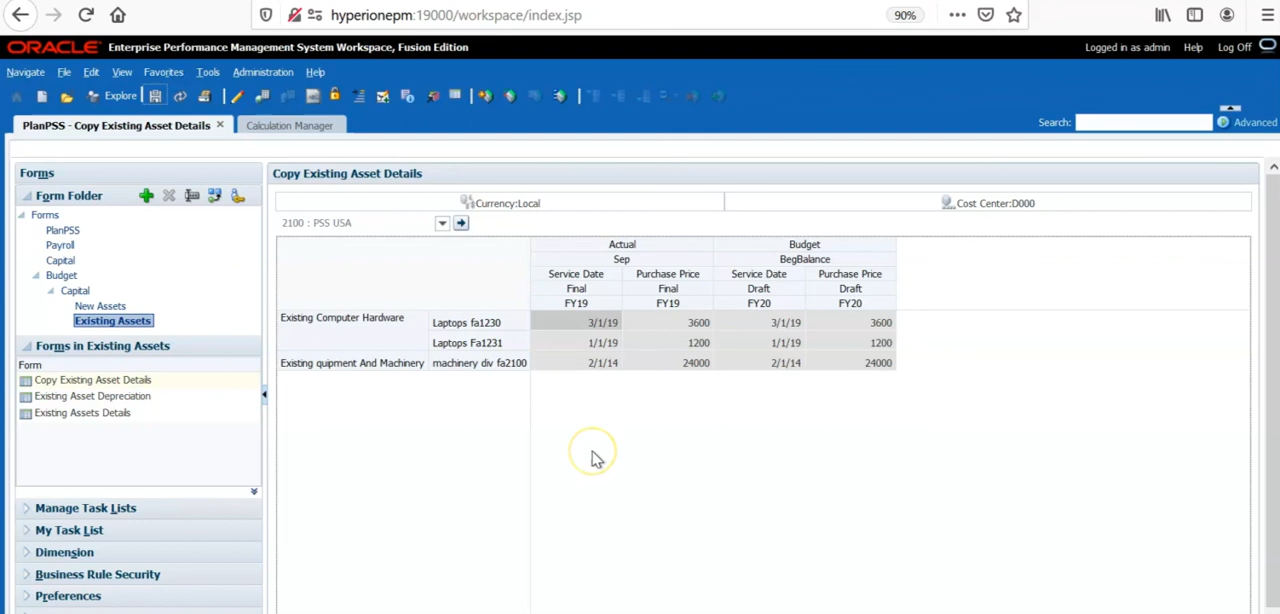 hyperionepm:19000/workspace/index.jsp 90%
ORACLE Enterprise Performance Management System Workspace, Fusion Edition Logged in as admin Help Log Off
Navigate File Edit View Favorites Tools Administration Help
Explore
PlanPSS - Copy Existing Asset Details Calculation Manager Search: Advanced
Forms
Form Folder
Forms
PlanPSS
Payroll
Capital
Budget
Capital
New Assets
Existing Assets
Forms in Existing Assets
Form
Copy Existing Asset Details
Existing Asset Depreciation
Existing Assets Details
Manage Task Lists
My Task List
Dimension
Business Rule Security
Preferences
Copy Existing Asset Details
Currency:Local Cost Center:D000
2100 : PSS USA
Actual Budget
Sep BegBalance
Service Date Purchase Price Service Date Purchase Price
Final Final Draft Draft
FY19 FY19 FY20 FY20
Existing Computer Hardware Laptops fa1230 3/1/19 3600 3/1/19 3600
Laptops Fa1231 1/1/19 1200 1/1/19 1200
Existing quipment And Machinery machinery div fa2100 2/1/14 24000 2/1/14 24000